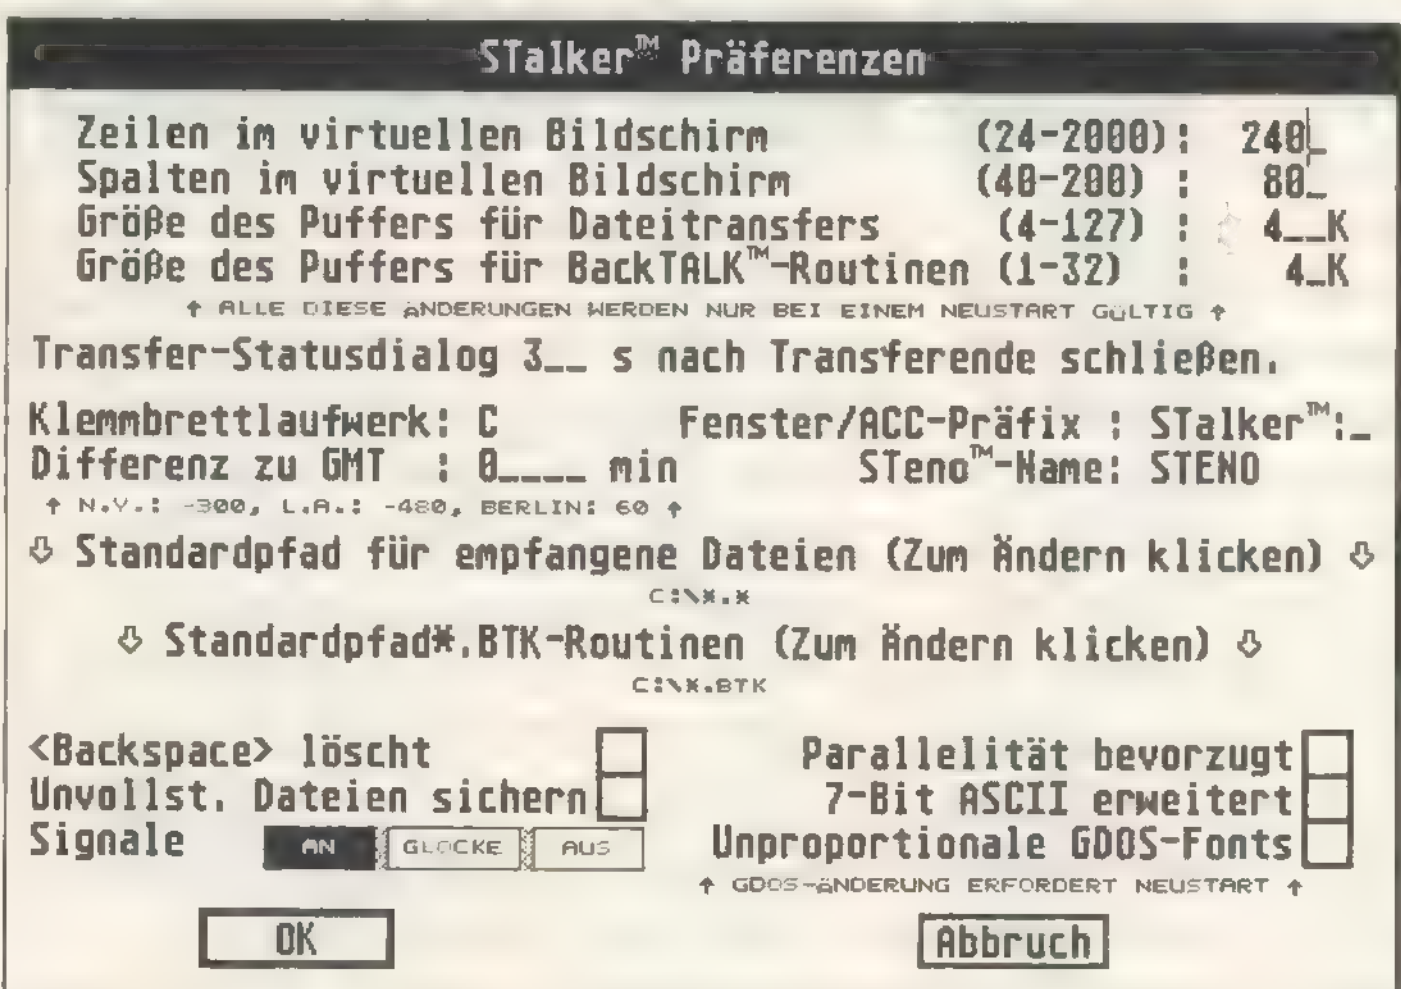 STalker™ Präferenzen
Zeilen im virtuellen Bildschirm (24-2000): 240_
Spalten im virtuellen Bildschirm (40-200) : 80_
Größe des Puffers für Dateitransfers (4-127) : 4__K
Größe des Puffers für BackTALK™-Routinen (1-32) : 4_K
↑ ALLE DIESE ÄNDERUNGEN WERDEN NUR BEI EINEM NEUSTART GÜLTIG ↑
Transfer-Statusdialog 3__ s nach Transferende schließen.
Klemmbrettlaufwerk: C Fenster/ACC-Präfix : STalker™:_
Differenz zu GMT : 0____ min STeno™-Name: STENO
↑ N.Y.: -300, L.A.: -480, BERLIN: 60 ↑
⇩ Standardpfad für empfangene Dateien (Zum Ändern klicken) ⇩
C:\*.*
⇩ Standardpfad*.BTK-Routinen (Zum Ändern klicken) ⇩
C:\*.BTK
<Backspace> löscht Parallelität bevorzugt
Unvollst. Dateien sichern 7-Bit ASCII erweitert
Signale AN GLOCKE AUS Unproportionale GDOS-Fonts
↑ GDOS-ÄNDERUNG ERFORDERT NEUSTART ↑
OK Abbruch